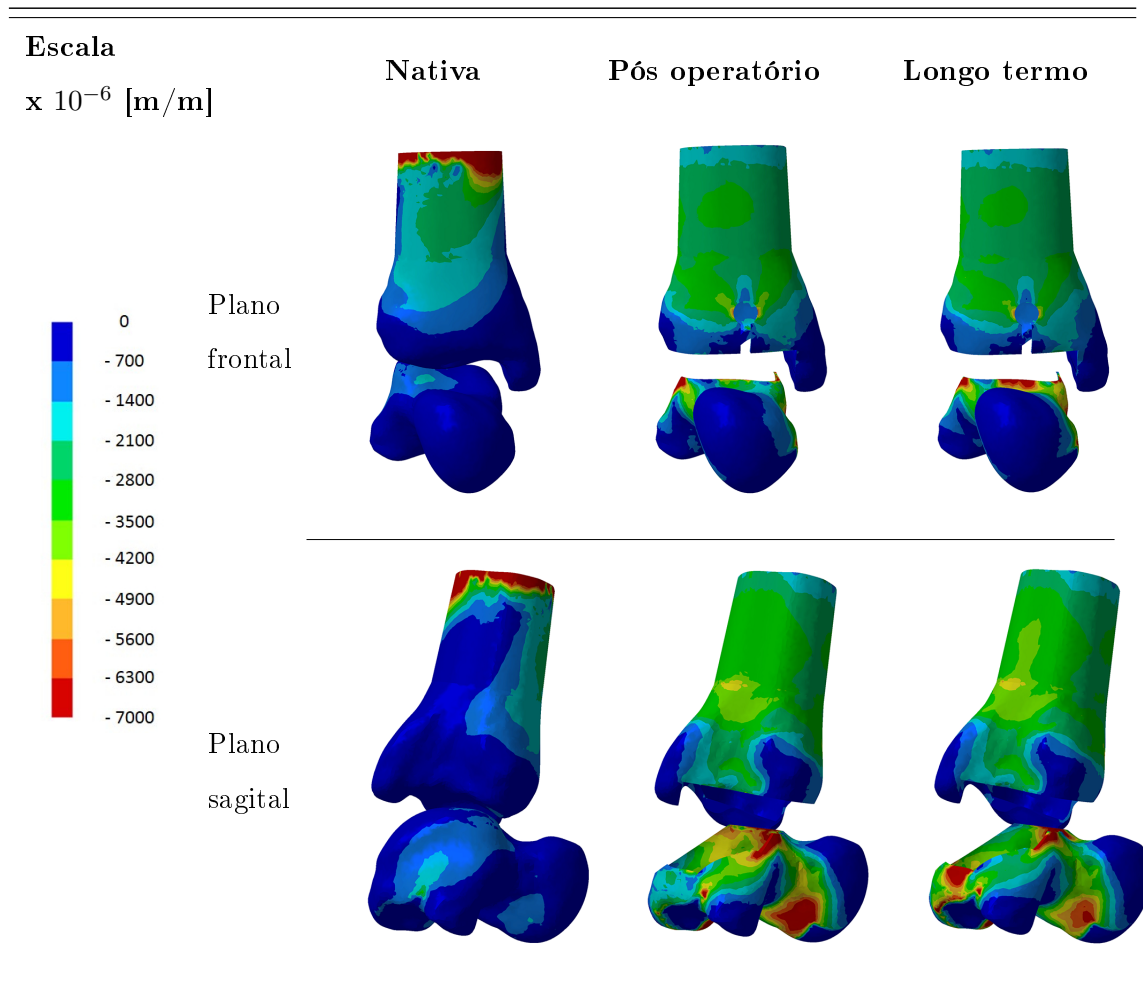 Escala
x 10⁻⁶ [m/m]
Nativa
Pós operatório
Longo termo
Plano
frontal
0
- 700
- 1400
- 2100
- 2800
- 3500
- 4200
- 4900
- 5600
- 6300
- 7000
Plano
sagital